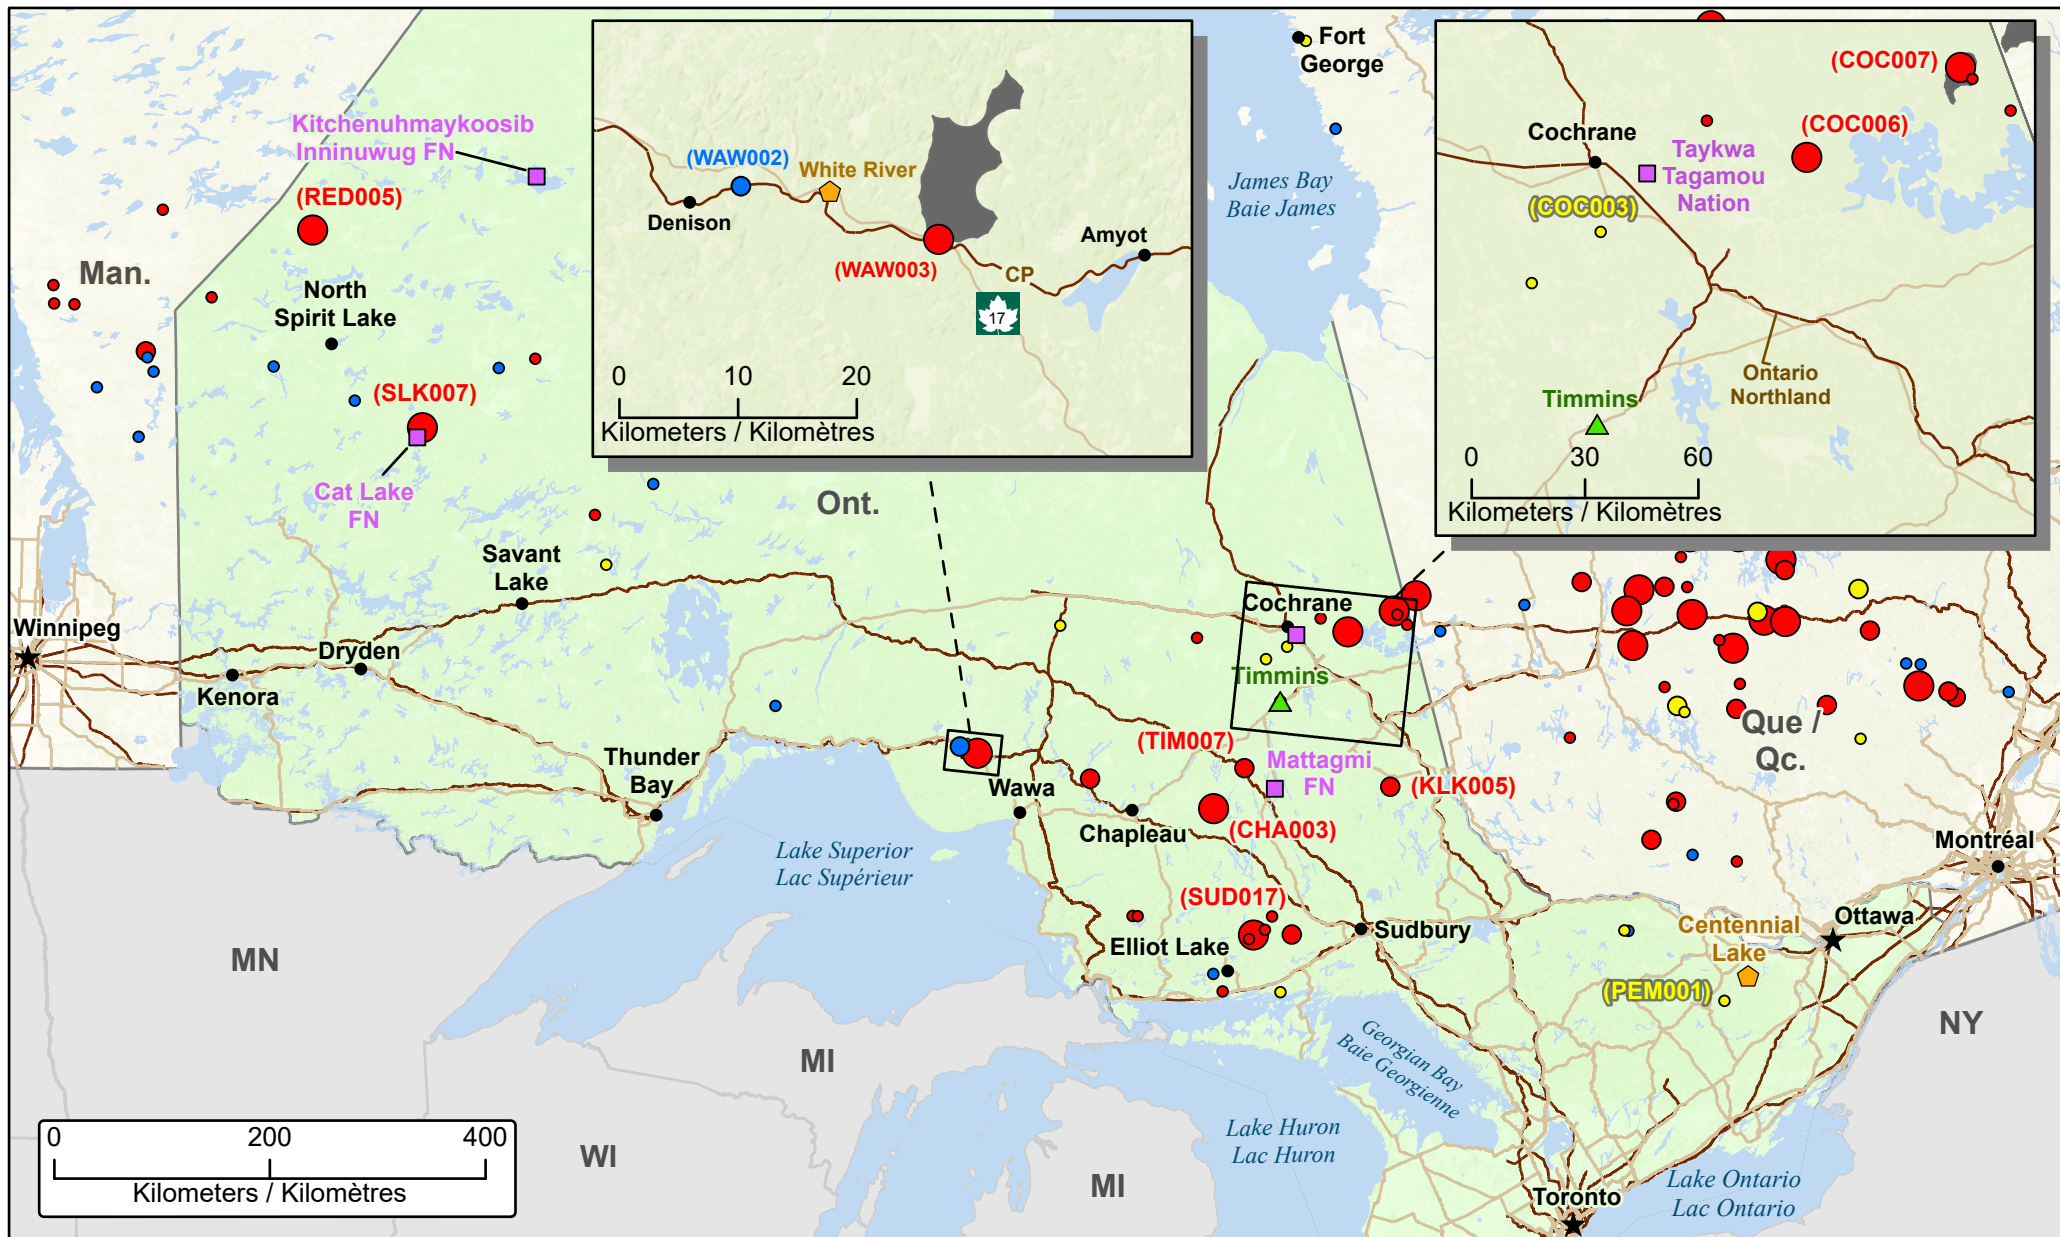 Fort
George
(COC007)
Kitchenuhmaykoosib
Inninuwug FN
(RED005)
(WAW002)
White River
Denison
Amyot
(WAW003)
CP
17
0 10 20
Kilometers / Kilomètres
James Bay
Baie James
Cochrane
(COC006)
Taykwa
Tagamou
Nation
(COC003)
Ontario
Northland
Timmins
0 30 60
Kilometers / Kilomètres
Man.
North
Spirit Lake
(SLK007)
Cat Lake
FN
Ont.
Savant
Lake
Winnipeg
Kenora
Dryden
Thunder
Bay
Cochrane
Timmins
(TIM007)
Mattagmi
FN
(KLK005)
Wawa
Chapleau
(CHA003)
Que /
Qc.
Montréal
Lake Superior
Lac Supérieur
(SUD017)
Elliot Lake
Sudbury
Centennial
Lake
Ottawa
(PEM001)
MN
MI
NY
Georgian Bay
Baie Georgienne
WI
MI
Lake Huron
Lac Huron
Lake Ontario
Lac Ontario
Toronto
0 200 400
Kilometers / Kilomètres